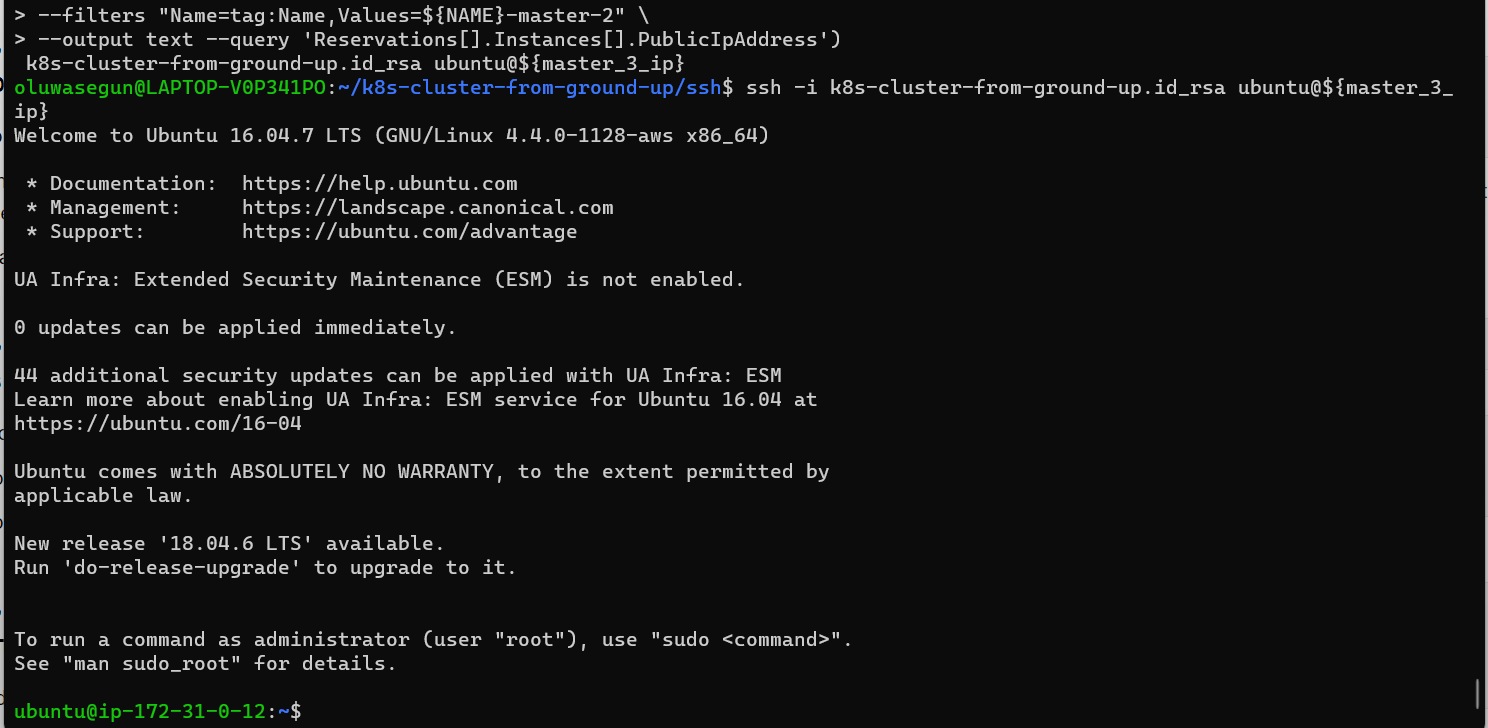 > --filters "Name=tag:Name,Values=${NAME}-master-2" \
> --output text --query 'Reservations[].Instances[].PublicIpAddress')
 k8s-cluster-from-ground-up.id_rsa ubuntu@${master_3_ip}
oluwasegun@LAPTOP-V0P341PO:~/k8s-cluster-from-ground-up/ssh$ ssh -i k8s-cluster-from-ground-up.id_rsa ubuntu@${master_3_
ip}
Welcome to Ubuntu 16.04.7 LTS (GNU/Linux 4.4.0-1128-aws x86_64)

 * Documentation:  https://help.ubuntu.com
 * Management:     https://landscape.canonical.com
 * Support:        https://ubuntu.com/advantage

UA Infra: Extended Security Maintenance (ESM) is not enabled.

0 updates can be applied immediately.

44 additional security updates can be applied with UA Infra: ESM
Learn more about enabling UA Infra: ESM service for Ubuntu 16.04 at
https://ubuntu.com/16-04

Ubuntu comes with ABSOLUTELY NO WARRANTY, to the extent permitted by
applicable law.

New release '18.04.6 LTS' available.
Run 'do-release-upgrade' to upgrade to it.

To run a command as administrator (user "root"), use "sudo <command>".
See "man sudo_root" for details.

ubuntu@ip-172-31-0-12:~$